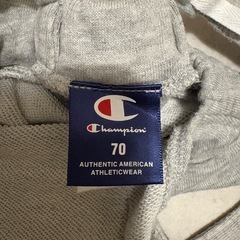 Champion
70
AUTHENTIC AMERICAN
ATHLETICWEAR